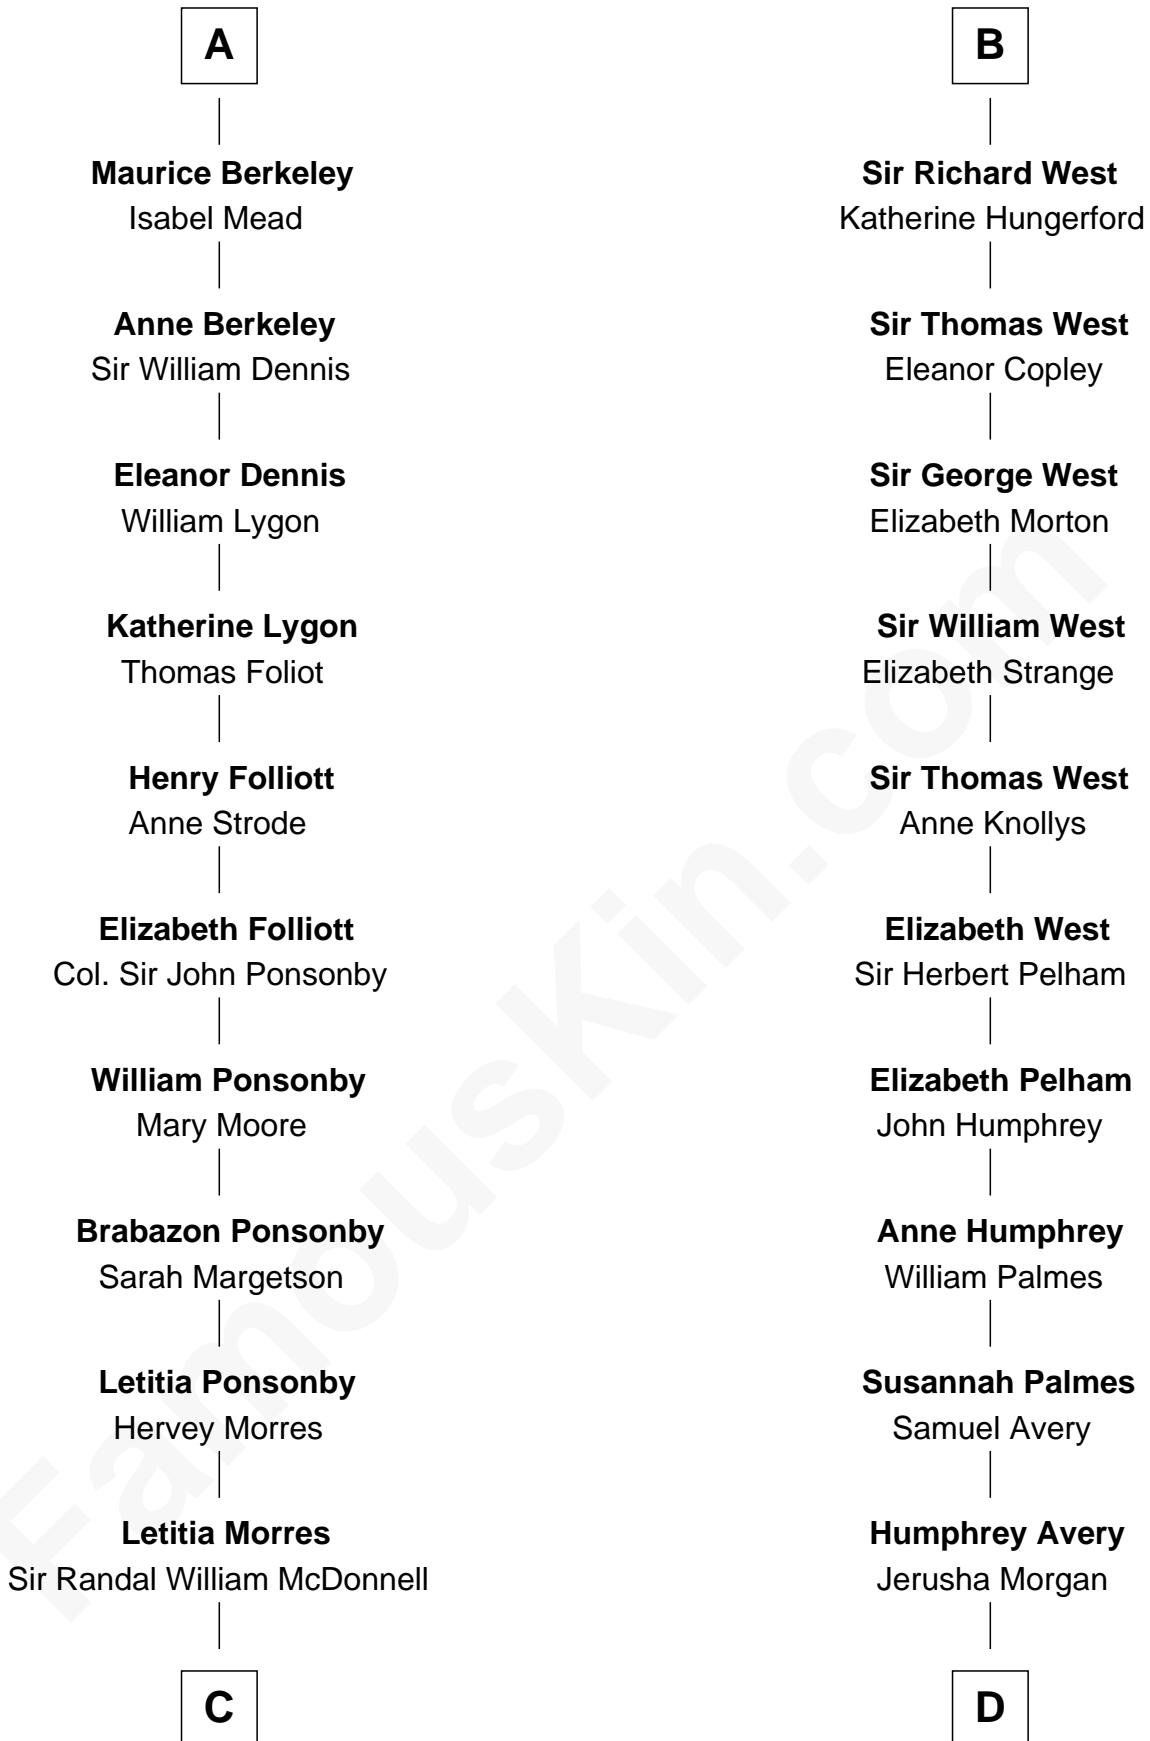 A
Maurice Berkeley
Isabel Mead
Anne Berkeley
Sir William Dennis
Eleanor Dennis
William Lygon
Katherine Lygon
Thomas Foliot
Henry Folliott
Anne Strode
Elizabeth Folliott
Col. Sir John Ponsonby
William Ponsonby
Mary Moore
Brabazon Ponsonby
Sarah Margetson
Letitia Ponsonby
Hervey Morres
Letitia Morres
Sir Randal William McDonnell
C
B
Sir Richard West
Katherine Hungerford
Sir Thomas West
Eleanor Copley
Sir George West
Elizabeth Morton
Sir William West
Elizabeth Strange
Sir Thomas West
Anne Knollys
Elizabeth West
Sir Herbert Pelham
Elizabeth Pelham
John Humphrey
Anne Humphrey
William Palmes
Susannah Palmes
Samuel Avery
Humphrey Avery
Jerusha Morgan
D
FamousKin.com